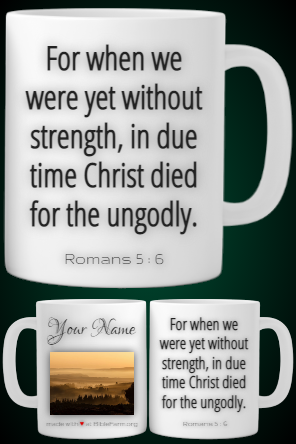 For when we
were yet without
strength, in due
time Christ died
for the ungodly.
Romans 5 : 6
Your Name
made with❤at BibleFarm.org
For when we
were yet without
strength, in due
time Christ died
for the ungodly.
Romans 5 : 6